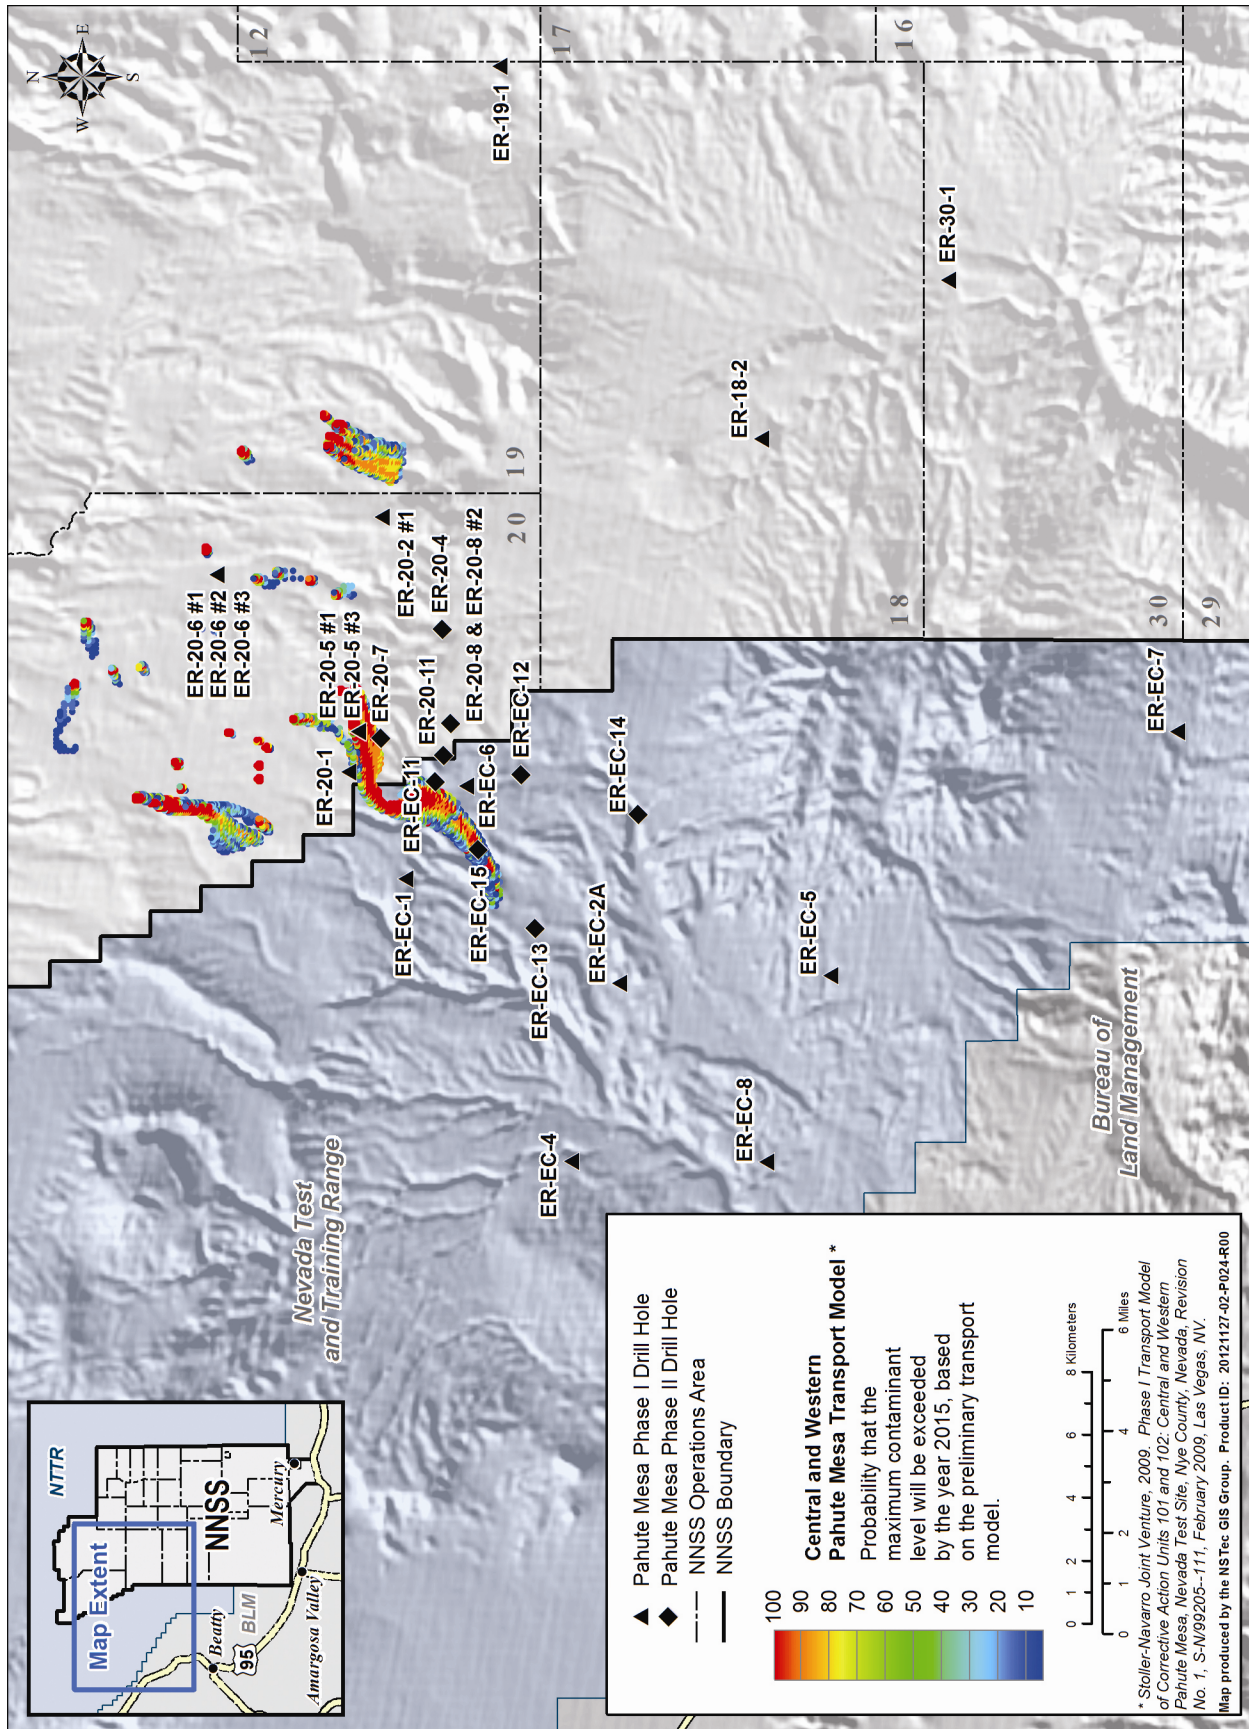 N
E
S
W
12
17
16
19
20
18
30
29
ER-19-1
ER-30-1
ER-18-2
ER-20-6 #1
ER-20-6 #2
ER-20-6 #3
ER-20-5 #1
ER-20-5 #3
ER-20-7
ER-20-2 #1
ER-20-4
ER-20-8 & ER-20-8 #2
ER-20-11
ER-20-1
ER-EC-11
ER-EC-6
ER-EC-12
ER-EC-14
ER-EC-7
ER-EC-1
ER-EC-15
ER-EC-13
ER-EC-2A
ER-EC-5
ER-EC-4
ER-EC-8
Nevada Test
and Training Range
Bureau of
Land Management
NTTR
Map Extent
NNSS
Mercury
Beatty
BLM
95
Amargosa Valley
Pahute Mesa Phase I Drill Hole
Pahute Mesa Phase II Drill Hole
NNSS Operations Area
NNSS Boundary
Central and Western
Pahute Mesa Transport Model *
Probability that the
maximum contaminant
level will be exceeded
by the year 2015, based
on the preliminary transport
model.
100
90
80
70
60
50
40
30
20
10
0 1 2 4 6 8 Kilometers
0 1 2 4 6 Miles
* Stoller-Navarro Joint Venture, 2009. Phase I Transport Model
of Corrective Action Units 101 and 102: Central and Western
Pahute Mesa, Nevada Test Site, Nye County, Nevada, Revision
No. 1, S-N/99205--111, February 2009, Las Vegas, NV.
Map produced by the NSTec GIS Group. Product ID: 20121127-02-P024-R00